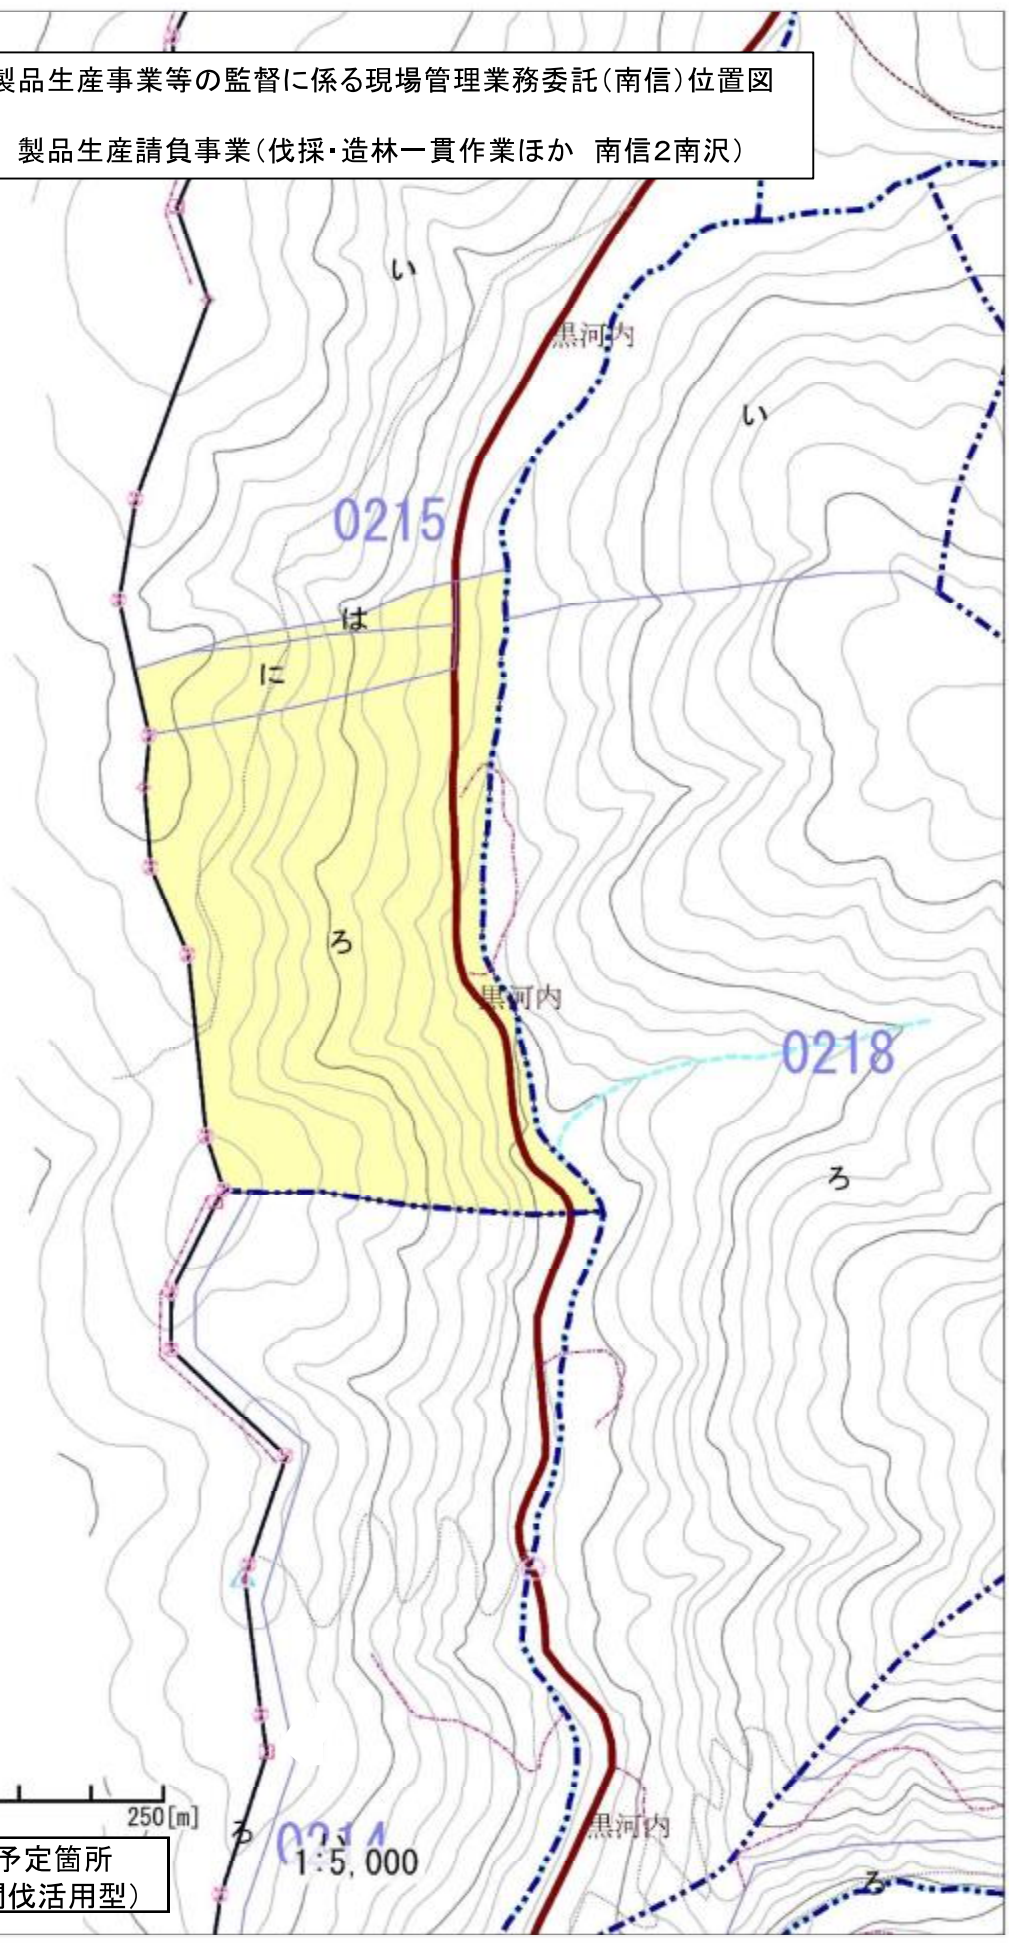 製品生産事業等の監督に係る現場管理業務委託(南信)位置図
製品生産請負事業(伐採・造林一貫作業ほか 南信2南沢)
い
黒河内
い
0215
は
に
ろ
黒河内
0218
ろ
250[m]
ろ
0214
1:5,000
黒河内
ろ
予定箇所
伐活用型)